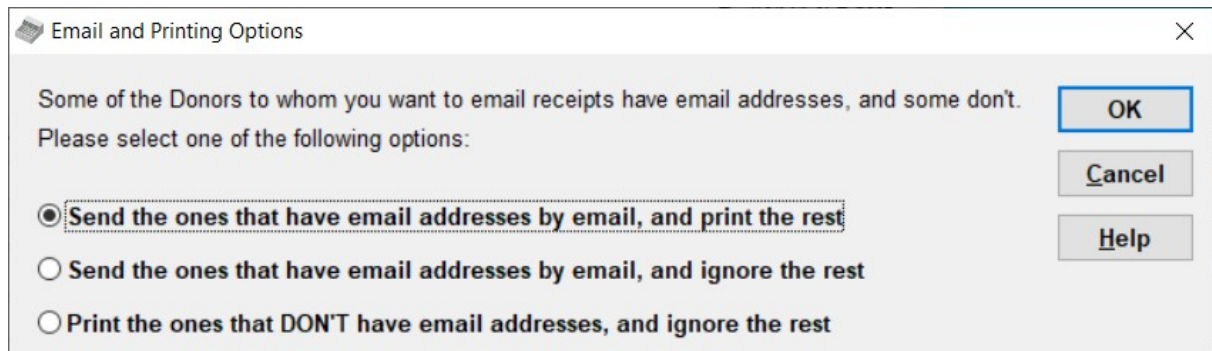 Email and Printing Options
Some of the Donors to whom you want to email receipts have email addresses, and some don't.
Please select one of the following options:
OK
Cancel
Help
Send the ones that have email addresses by email, and print the rest
Send the ones that have email addresses by email, and ignore the rest
Print the ones that DON'T have email addresses, and ignore the rest